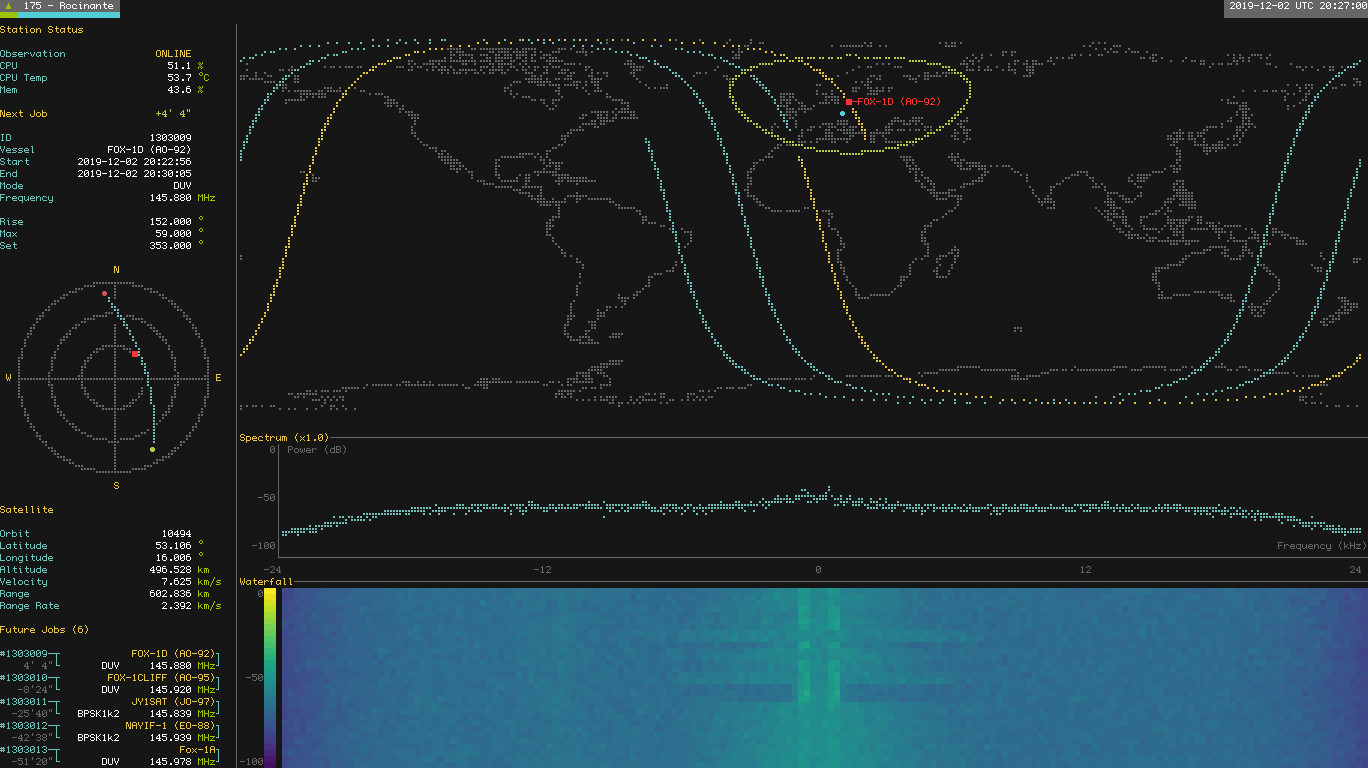 ▲ 175 - Rocinante
2019-12-02 UTC 20:27:00
Station Status
Observation ONLINE
CPU 51.1 %
CPU Temp 53.7 °C
Mem 43.6 %
Next Job +4' 4"
ID 1303009
Vessel FOX-1D (AO-92)
Start 2019-12-02 20:22:56
End 2019-12-02 20:30:05
Mode DUV
Frequency 145.880 MHz
Rise 152.000 °
Max 59.000 °
Set 353.000 °
N
W E
S
Satellite
Orbit 10494
Latitude 53.106 °
Longitude 16.086 °
Altitude 496.528 km
Velocity 7.625 km/s
Range 602.836 km
Range Rate 2.392 km/s
Future Jobs (6)
#1303009 FOX-1D (AO-92)
4' 4" DUV 145.880 MHz
#1303010 FOX-1CLIFF (AO-95)
-8'24" DUV 145.920 MHz
#1303011 JY1SAT (JO-97)
-25'40" BPSK1k2 145.839 MHz
#1303012 NAYIF-1 (EO-88)
-42'38" BPSK1k2 145.939 MHz
#1303013 Fox-1A
-51'20" DUV 145.978 MHz
FOX-1D (AO-92)
Spectrum (x1.0)
0 Power (dB)
-50
-100 Frequency (kHz)
-24 -12 0 12 24
Waterfall
0
-50
-100